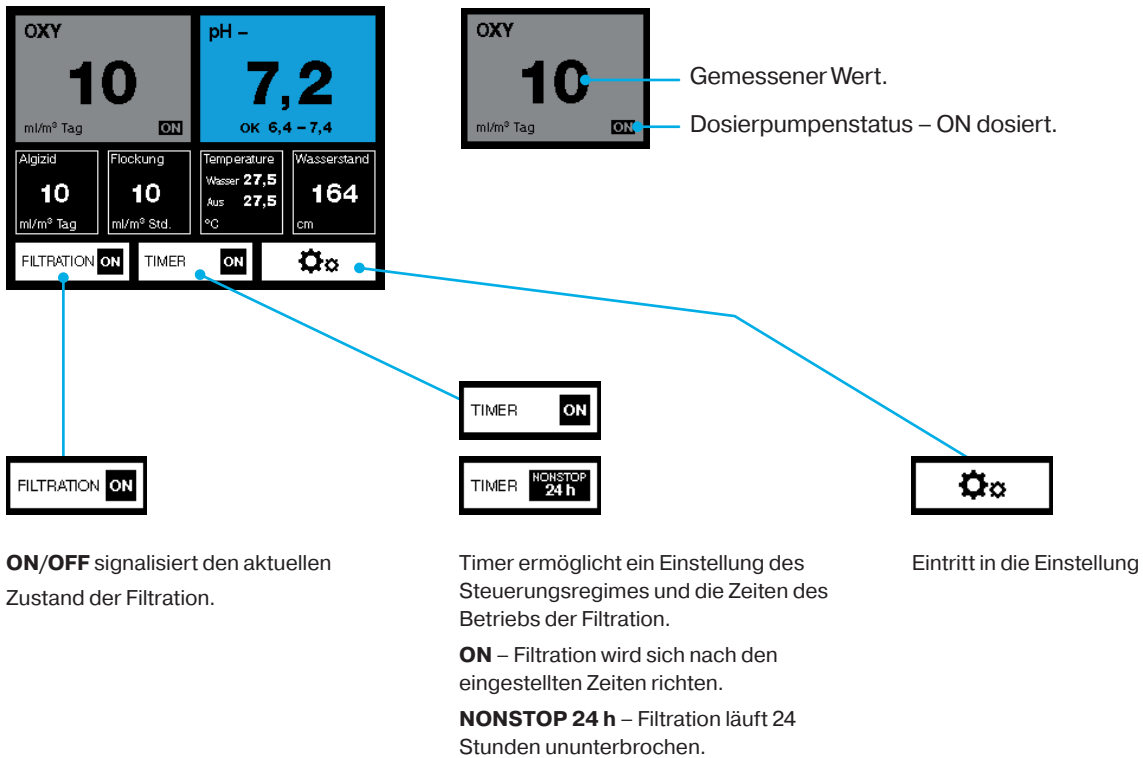 OXY
10
ml/m³ Tag ON
pH –
7,2
OK 6,4 – 7,4
Algizid
10
ml/m³ Tag
Flockung
10
ml/m³ Std.
Temperature
Wasser 27,5
Aus 27,5
°C
Wasserstand
164
cm
FILTRATION ON
TIMER ON
OXY
10
ml/m³ Tag ON
Gemessener Wert.
Dosierpumpenstatus – ON dosiert.
FILTRATION ON
ON/OFF signalisiert den aktuellen
Zustand der Filtration.
TIMER ON
TIMER NONSTOP
24 h
Timer ermöglicht ein Einstellung des
Steuerungsregimes und die Zeiten des
Betriebs der Filtration.
ON – Filtration wird sich nach den
eingestellten Zeiten richten.
NONSTOP 24 h – Filtration läuft 24
Stunden ununterbrochen.
Eintritt in die Einstellung